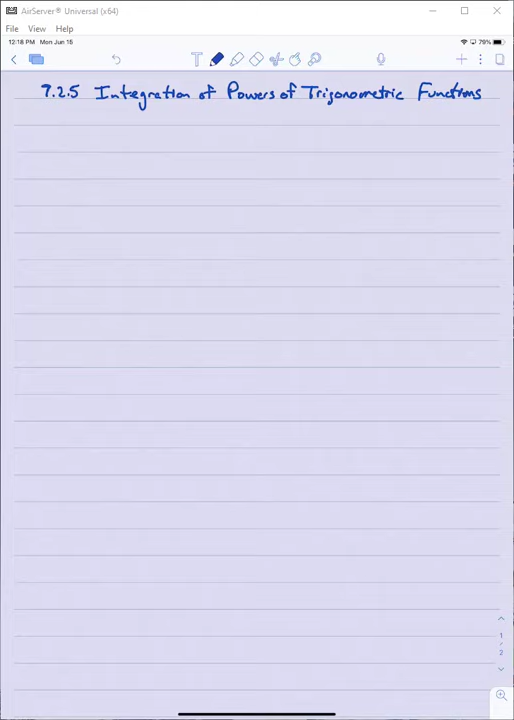 AirServer® Universal (x64)
File View Help
12:18 PM Mon Jun 15
79%
T
7.2.5 Integration of Powers of Trigonometric Functions
1
2